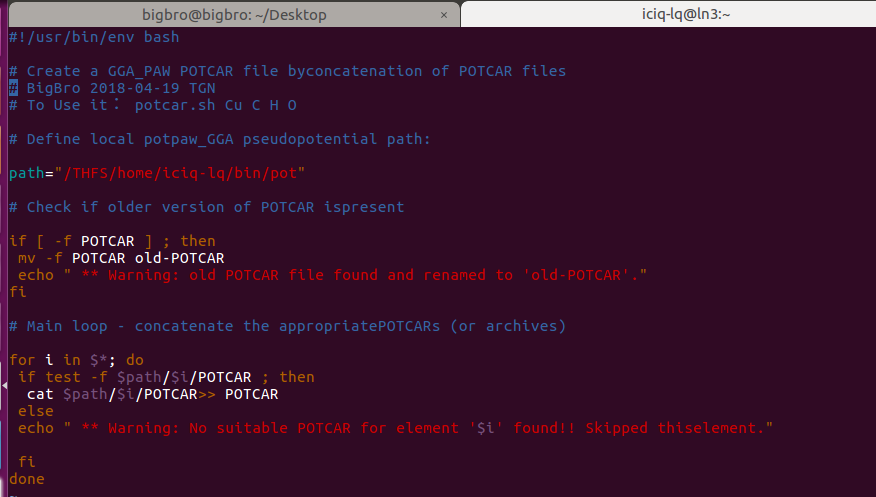 bigbro@bigbro: ~/Desktop × iciq-lq@ln3:~
#!/usr/bin/env bash
# Create a GGA_PAW POTCAR file byconcatenation of POTCAR files
# BigBro 2018-04-19 TGN
# To Use it： potcar.sh Cu C H O
# Define local potpaw_GGA pseudopotential path:
path="/THFS/home/iciq-lq/bin/pot"
# Check if older version of POTCAR ispresent
if [ -f POTCAR ] ; then
 mv -f POTCAR old-POTCAR
 echo " ** Warning: old POTCAR file found and renamed to 'old-POTCAR'."
fi
# Main loop - concatenate the appropriatePOTCARs (or archives)
for i in $*; do
 if test -f $path/$i/POTCAR ; then
  cat $path/$i/POTCAR>> POTCAR
 else
 echo " ** Warning: No suitable POTCAR for element '$i' found!! Skipped thiselement."
 fi
done